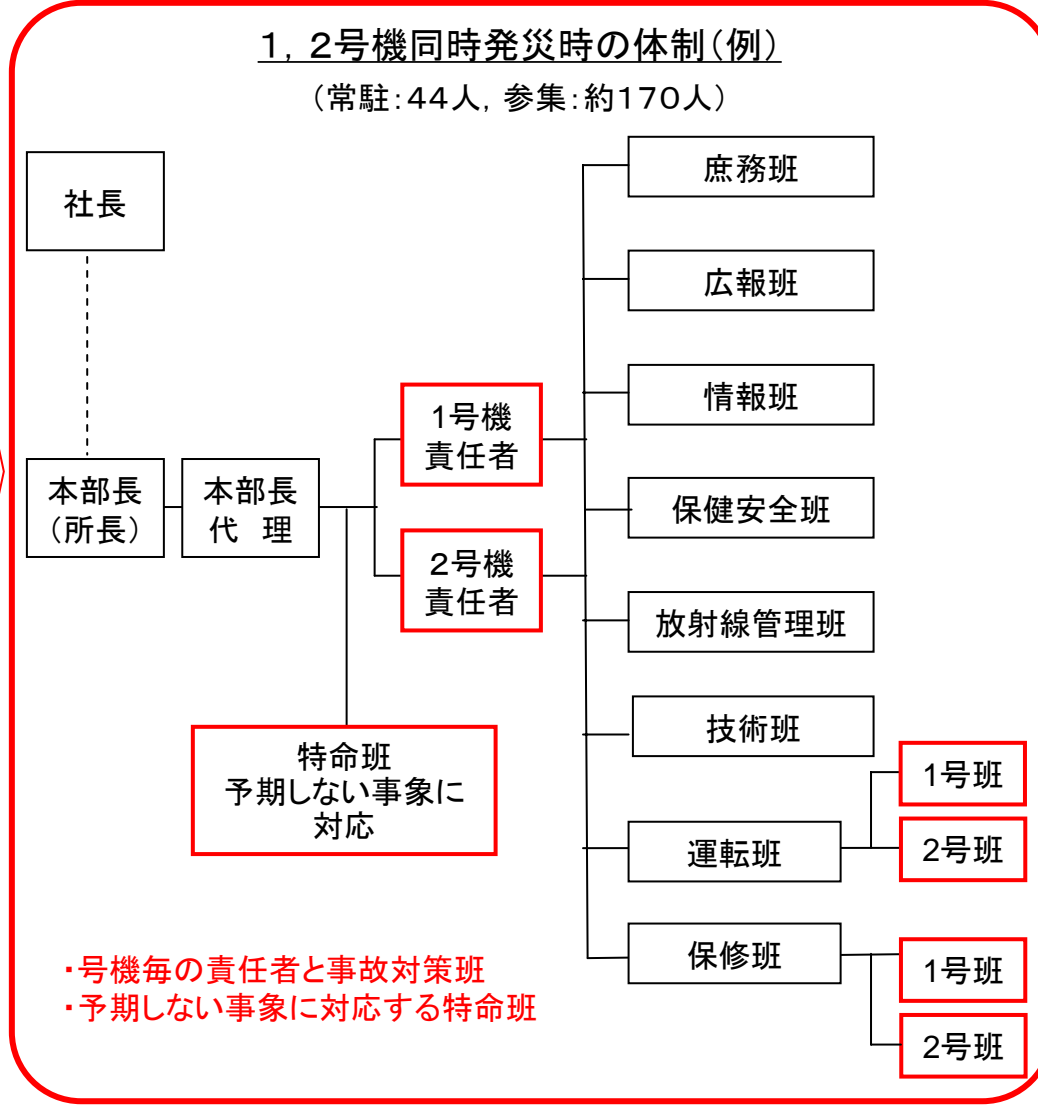 1，2号機同時発災時の体制（例）
（常駐：44人，参集：約170人）
社長
本部長
（所長）
本部長
代　理
1号機
責任者
2号機
責任者
特命班
予期しない事象に
対応
庶務班
広報班
情報班
保健安全班
放射線管理班
技術班
運転班
1号班
2号班
保修班
1号班
2号班
・号機毎の責任者と事故対策班
・予期しない事象に対応する特命班